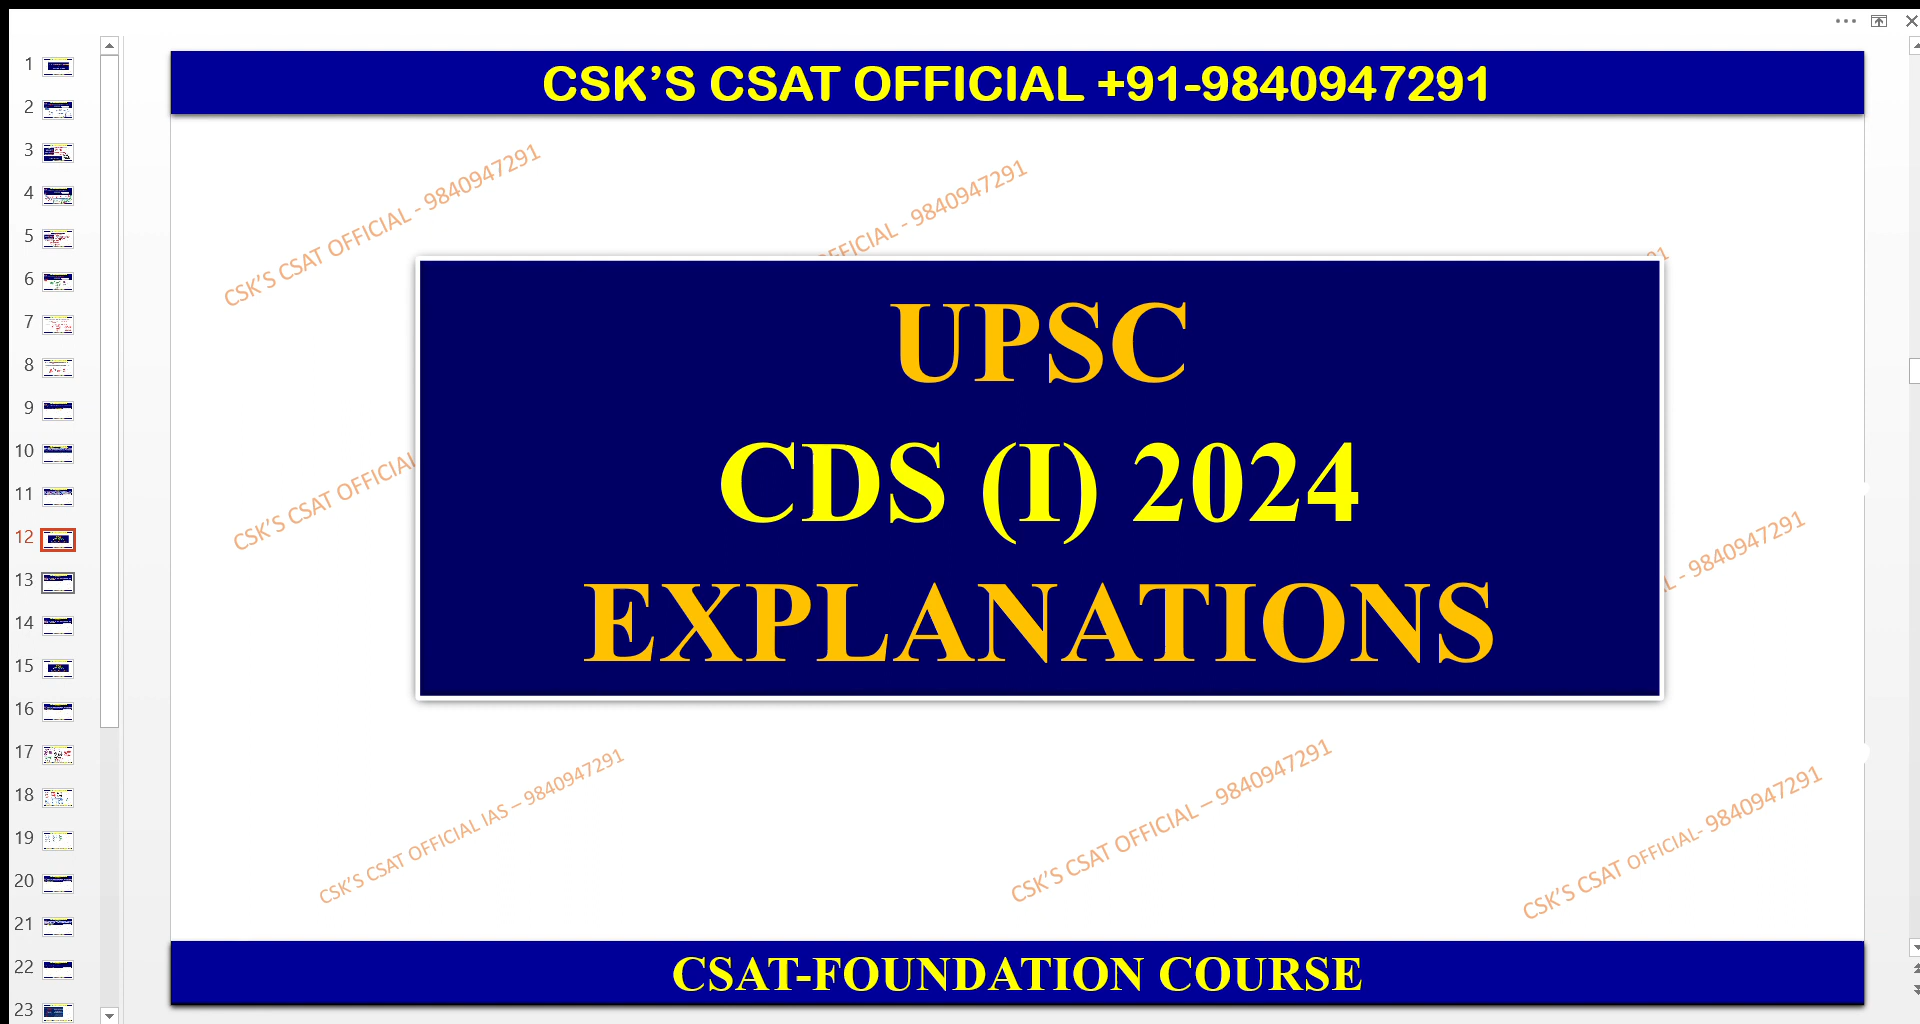 CSK’S CSAT OFFICIAL +91-9840947291
CSK’S CSAT OFFICIAL - 9840947291
OFFICIAL - 9840947291
91
UPSC
CDS (I) 2024
EXPLANATIONS
CSK’S CSAT OFFICIAL
- 9840947291
CSK’S CSAT OFFICIAL IAS – 9840947291
CSK’S CSAT OFFICIAL – 9840947291
CSK’S CSAT OFFICIAL- 9840947291
CSAT-FOUNDATION COURSE
1
2
3
4
5
6
7
8
9
10
11
12
13
14
15
16
17
18
19
20
21
22
23